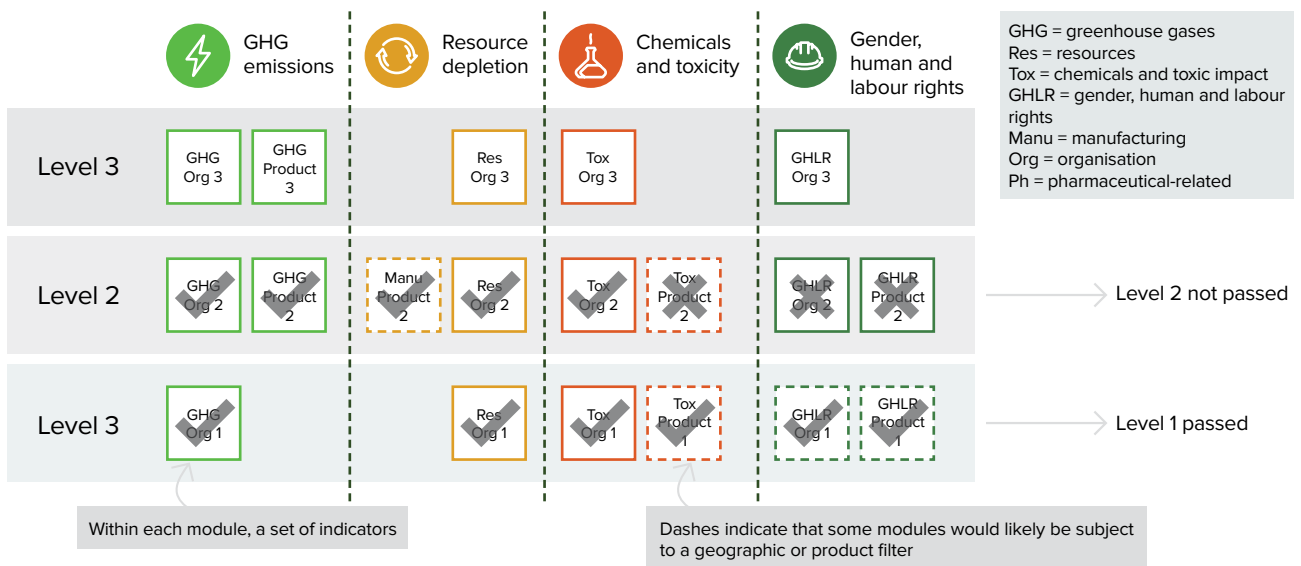 GHG
emissions
Resource
depletion
Chemicals
and toxicity
Gender,
human and
labour rights
GHG = greenhouse gases
Res = resources
Tox = chemicals and toxic impact
GHLR = gender, human and labour
rights
Manu = manufacturing
Org = organisation
Ph = pharmaceutical-related
Level 3
GHG
Org 3
GHG
Product
3
Res
Org 3
Tox
Org 3
GHLR
Org 3
Level 2
GHG
Org 2
GHG
Product
2
Manu
Product
2
Res
Org 2
Tox
Org 2
Tox
Product
2
GHLR
Org 2
GHLR
Product
2
Level 2 not passed
Level 3
GHG
Org 1
Res
Org 1
Tox
Org 1
Tox
Product
1
GHLR
Org 1
GHLR
Product
1
Level 1 passed
Within each module, a set of indicators
Dashes indicate that some modules would likely be subject
to a geographic or product filter